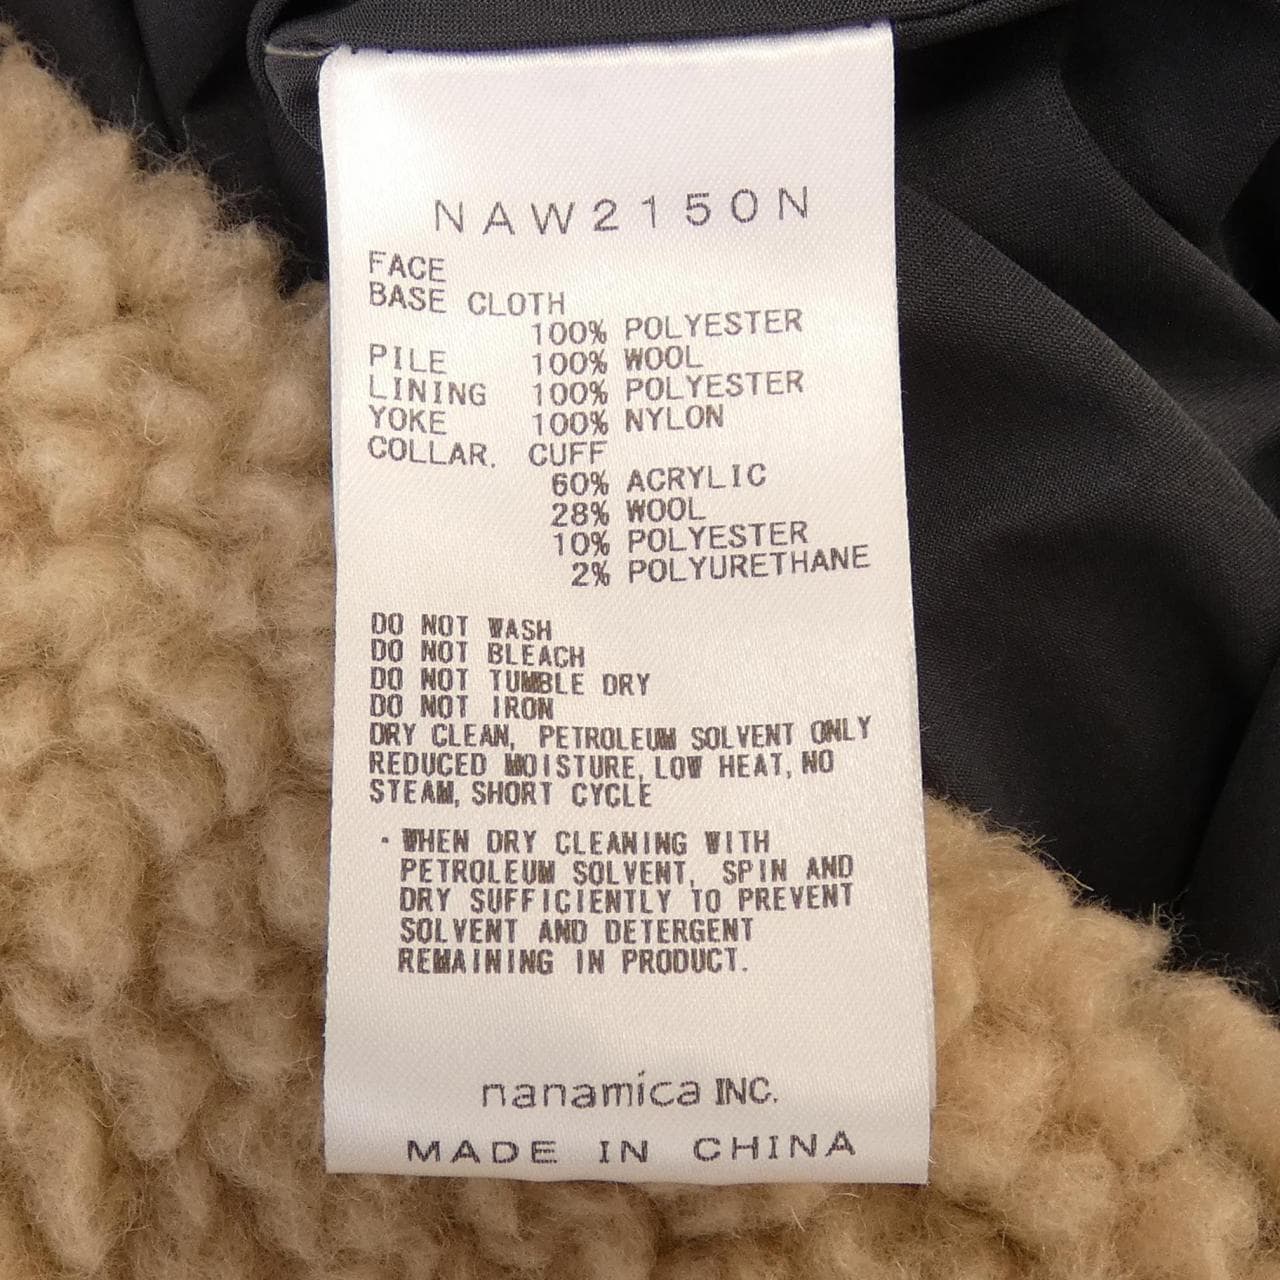 NAW2150N
FACE
BASE CLOTH
100% POLYESTER
PILE 100% WOOL
LINING 100% POLYESTER
YOKE 100% NYLON
COLLAR. CUFF
60% ACRYLIC
28% WOOL
10% POLYESTER
2% POLYURETHANE
DO NOT WASH
DO NOT BLEACH
DO NOT TUMBLE DRY
DO NOT IRON
DRY CLEAN, PETROLEUM SOLVENT ONLY
REDUCED MOISTURE, LOW HEAT, NO
STEAM, SHORT CYCLE
・WHEN DRY CLEANING WITH
PETROLEUM SOLVENT, SPIN AND
DRY SUFFICIENTLY TO PREVENT
SOLVENT AND DETERGENT
REMAINING IN PRODUCT.
nanamica INC.
MADE IN CHINA